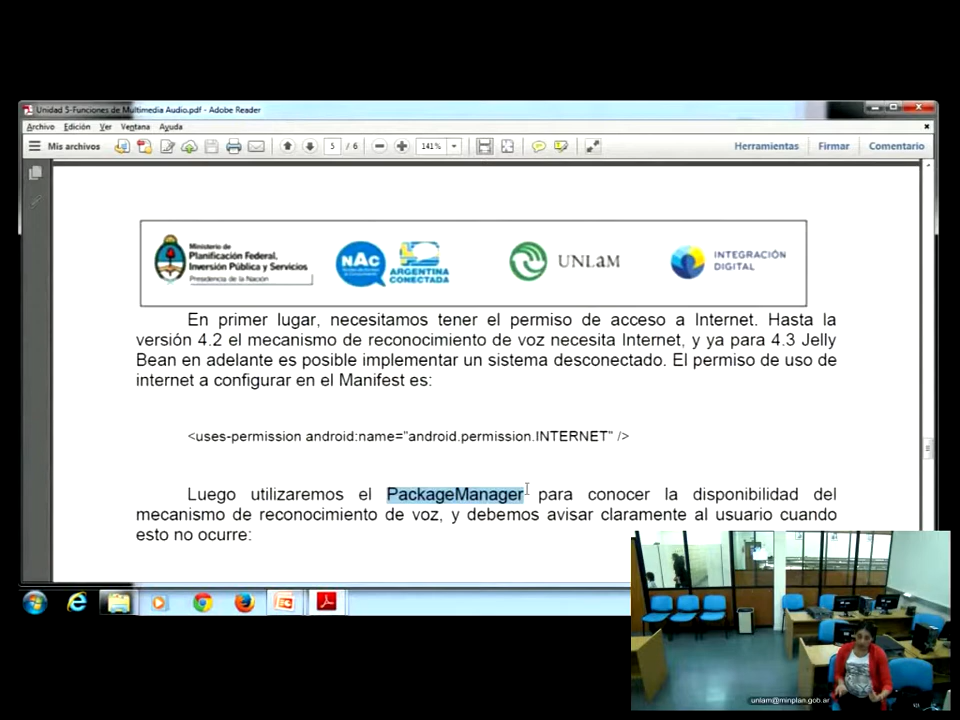 Unidad 5-Funciones de Multimedia Audio.pdf - Adobe Reader
Archivo Edición Ver Ventana Ayuda
Mis archivos 5 / 6 141% Herramientas Firmar Comentario
Ministerio de
Planificación Federal,
Inversión Pública y Servicios
Presidencia de la Nación
NAC
ARGENTINA
CONECTADA
UNLaM
INTEGRACIÓN
DIGITAL
En primer lugar, necesitamos tener el permiso de acceso a Internet. Hasta la
versión 4.2 el mecanismo de reconocimiento de voz necesita Internet, y ya para 4.3 Jelly
Bean en adelante es posible implementar un sistema desconectado. El permiso de uso de
internet a configurar en el Manifest es:
<uses-permission android:name="android.permission.INTERNET" />
Luego utilizaremos el PackageManager para conocer la disponibilidad del
mecanismo de reconocimiento de voz, y debemos avisar claramente al usuario cuando
esto no ocurre:
unlam@minplan.gob.ar